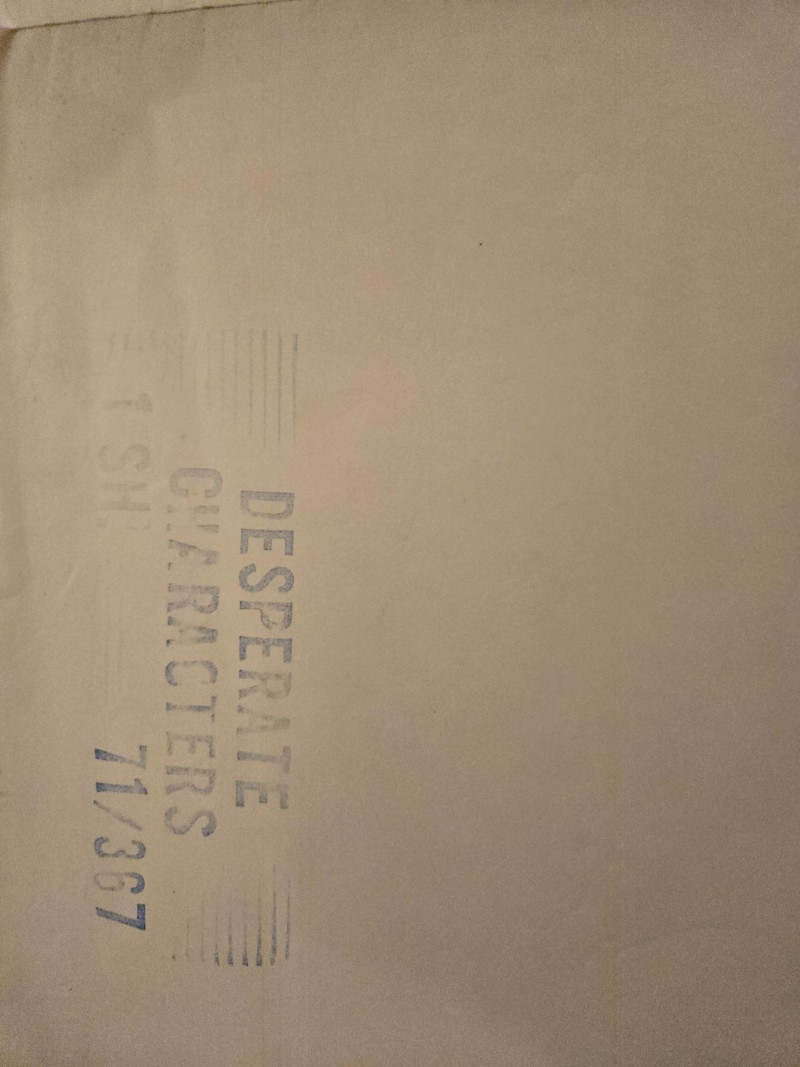 DESPERATE
CHARACTERS
1 SH. 71/367